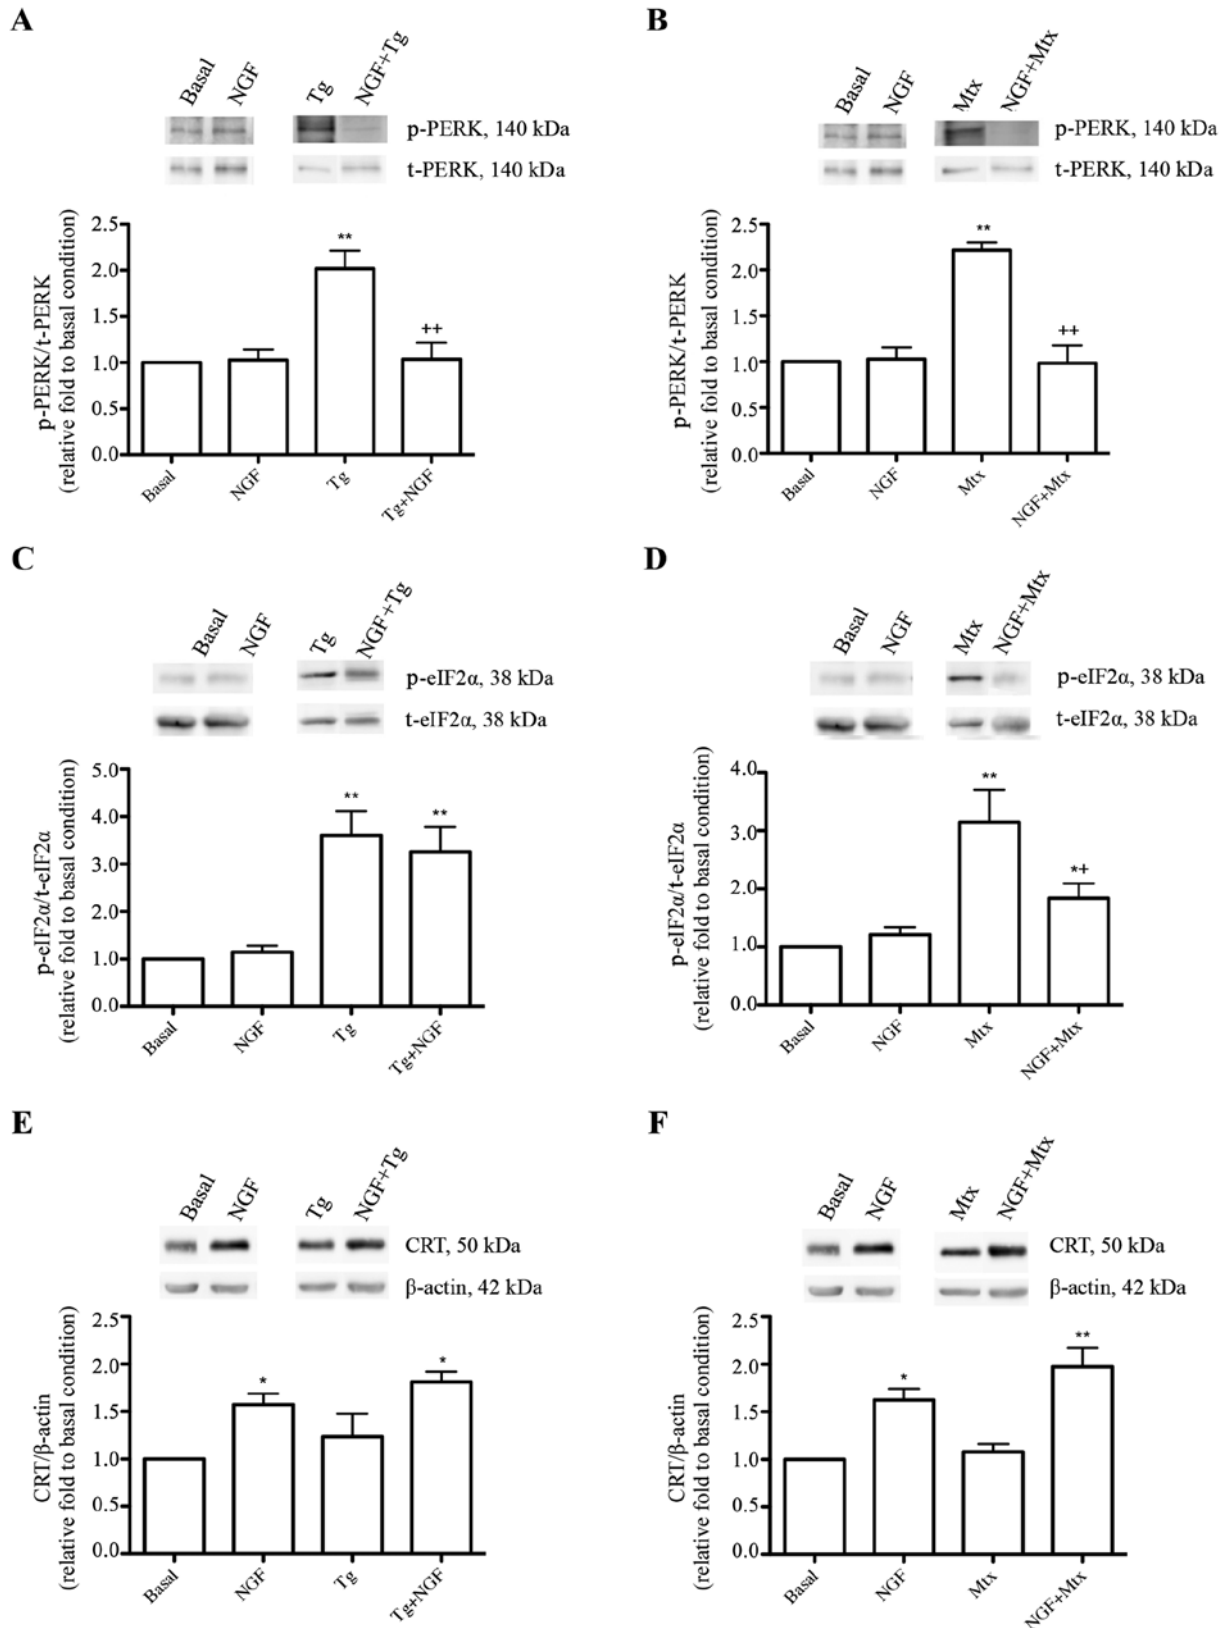 A
Basal
NGF
Tg
NGF+Tg
p-PERK, 140 kDa
t-PERK, 140 kDa
p-PERK/t-PERK
(relative fold to basal condition)
2.5
2.0
1.5
1.0
0.5
0.0
**
++
Basal
NGF
Tg
Tg+NGF
B
Basal
NGF
Mtx
NGF+Mtx
p-PERK, 140 kDa
t-PERK, 140 kDa
p-PERK/t-PERK
(relative fold to basal condition)
2.5
2.0
1.5
1.0
0.5
0.0
**
++
Basal
NGF
Mtx
NGF+Mtx
C
Basal
NGF
Tg
NGF+Tg
p-eIF2α, 38 kDa
t-eIF2α, 38 kDa
p-eIF2α/t-eIF2α
(relative fold to basal condition)
5.0
4.0
3.0
2.0
1.0
0.0
**
**
Basal
NGF
Tg
Tg+NGF
D
Basal
NGF
Mtx
NGF+Mtx
p-eIF2α, 38 kDa
t-eIF2α, 38 kDa
p-eIF2α/t-eIF2α
(relative fold to basal condition)
4.0
3.0
2.0
1.0
0.0
**
*+
Basal
NGF
Mtx
NGF+Mtx
E
Basal
NGF
Tg
NGF+Tg
CRT, 50 kDa
β-actin, 42 kDa
CRT/β-actin
(relative fold to basal condition)
2.5
2.0
1.5
1.0
0.5
0.0
*
*
Basal
NGF
Tg
Tg+NGF
F
Basal
NGF
Mtx
NGF+Mtx
CRT, 50 kDa
β-actin, 42 kDa
CRT/β-actin
(relative fold to basal condition)
2.5
2.0
1.5
1.0
0.5
0.0
*
**
Basal
NGF
Mtx
NGF+Mtx